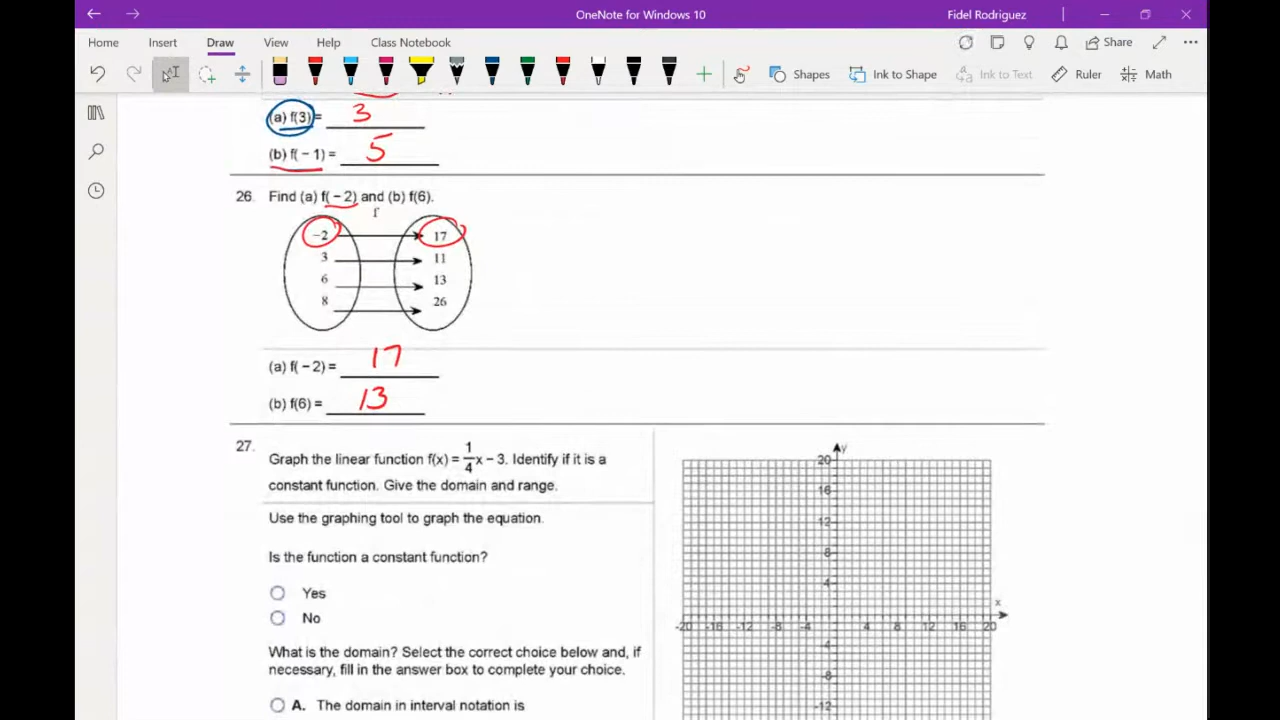 OneNote for Windows 10
Fidel Rodriguez
Home Insert Draw View Help Class Notebook
Share
Shapes Ink to Shape Ink to Text Ruler Math
(a) f(3) = 3
(b) f( − 1) = 5
26. Find (a) f( − 2) and (b) f(6).
f
−2 17
3 11
6 13
8 26
(a) f( − 2) = 17
(b) f(6) = 13
27. Graph the linear function f(x) = 1/4 x − 3. Identify if it is a
constant function. Give the domain and range.
Use the graphing tool to graph the equation.
Is the function a constant function?
Yes
No
What is the domain? Select the correct choice below and, if
necessary, fill in the answer box to complete your choice.
A. The domain in interval notation is
y
20
16
12
8
4
x
-20 -16 -12 -8 -4 4 8 12 16 20
-4
-8
-12